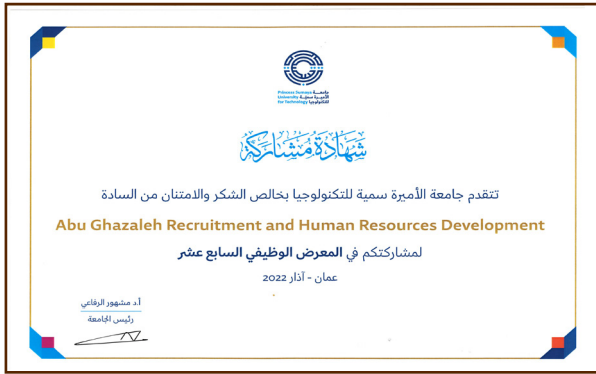 Princess Sumaya University for Technology
جامعة الأميرة سمية للتكنولوجيا
شهادة مشاركة
تتقدم جامعة الأميرة سمية للتكنولوجيا بخالص الشكر والامتنان من السادة
Abu Ghazaleh Recruitment and Human Resources Development
لمشاركتكم في المعرض الوظيفي السابع عشر
عمان - آذار 2022
أ.د مشهور الرفاعي
رئيس الجامعة